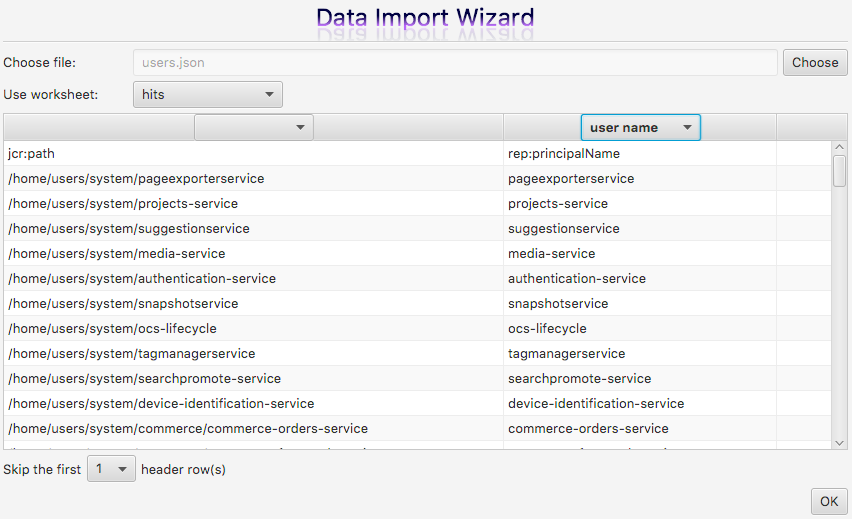 Data Import Wizard
Choose file: users.json Choose
Use worksheet: hits
user name
jcr:path rep:principalName
/home/users/system/pageexporterservice pageexporterservice
/home/users/system/projects-service projects-service
/home/users/system/suggestionservice suggestionservice
/home/users/system/media-service media-service
/home/users/system/authentication-service authentication-service
/home/users/system/snapshotservice snapshotservice
/home/users/system/ocs-lifecycle ocs-lifecycle
/home/users/system/tagmanagerservice tagmanagerservice
/home/users/system/searchpromote-service searchpromote-service
/home/users/system/device-identification-service device-identification-service
/home/users/system/commerce/commerce-orders-service commerce-orders-service
Skip the first 1 header row(s)
OK